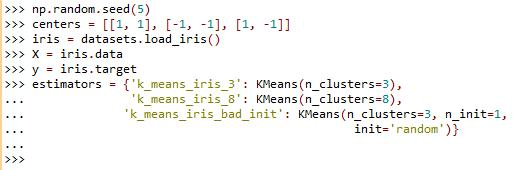 >>> np.random.seed(5)
>>> centers = [[1, 1], [-1, -1], [1, -1]]
>>> iris = datasets.load_iris()
>>> X = iris.data
>>> y = iris.target
>>> estimators = {'k_means_iris_3': KMeans(n_clusters=3),
...               'k_means_iris_8': KMeans(n_clusters=8),
...              'k_means_iris_bad_init': KMeans(n_clusters=3, n_init=1,
...                                              init='random')}
...
>>>